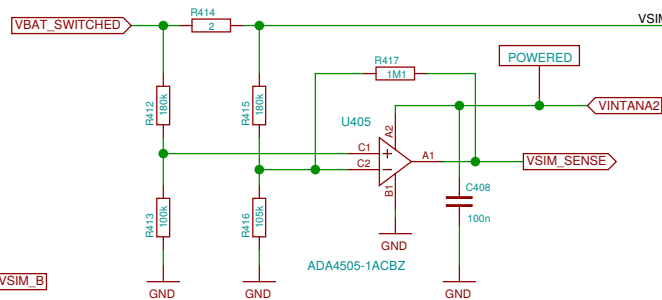 R414
VBAT_SWITCHED
2
VSIM
R417
1M1
POWERED
R412
180k
R415
180k
U405
A2
VINTANA2
C1
C2
A1
VSIM_SENSE
B1
R413
100k
R416
105k
C408
100n
GND
ADA4505-1ACBZ
VSIM_B
GND
GND
GND